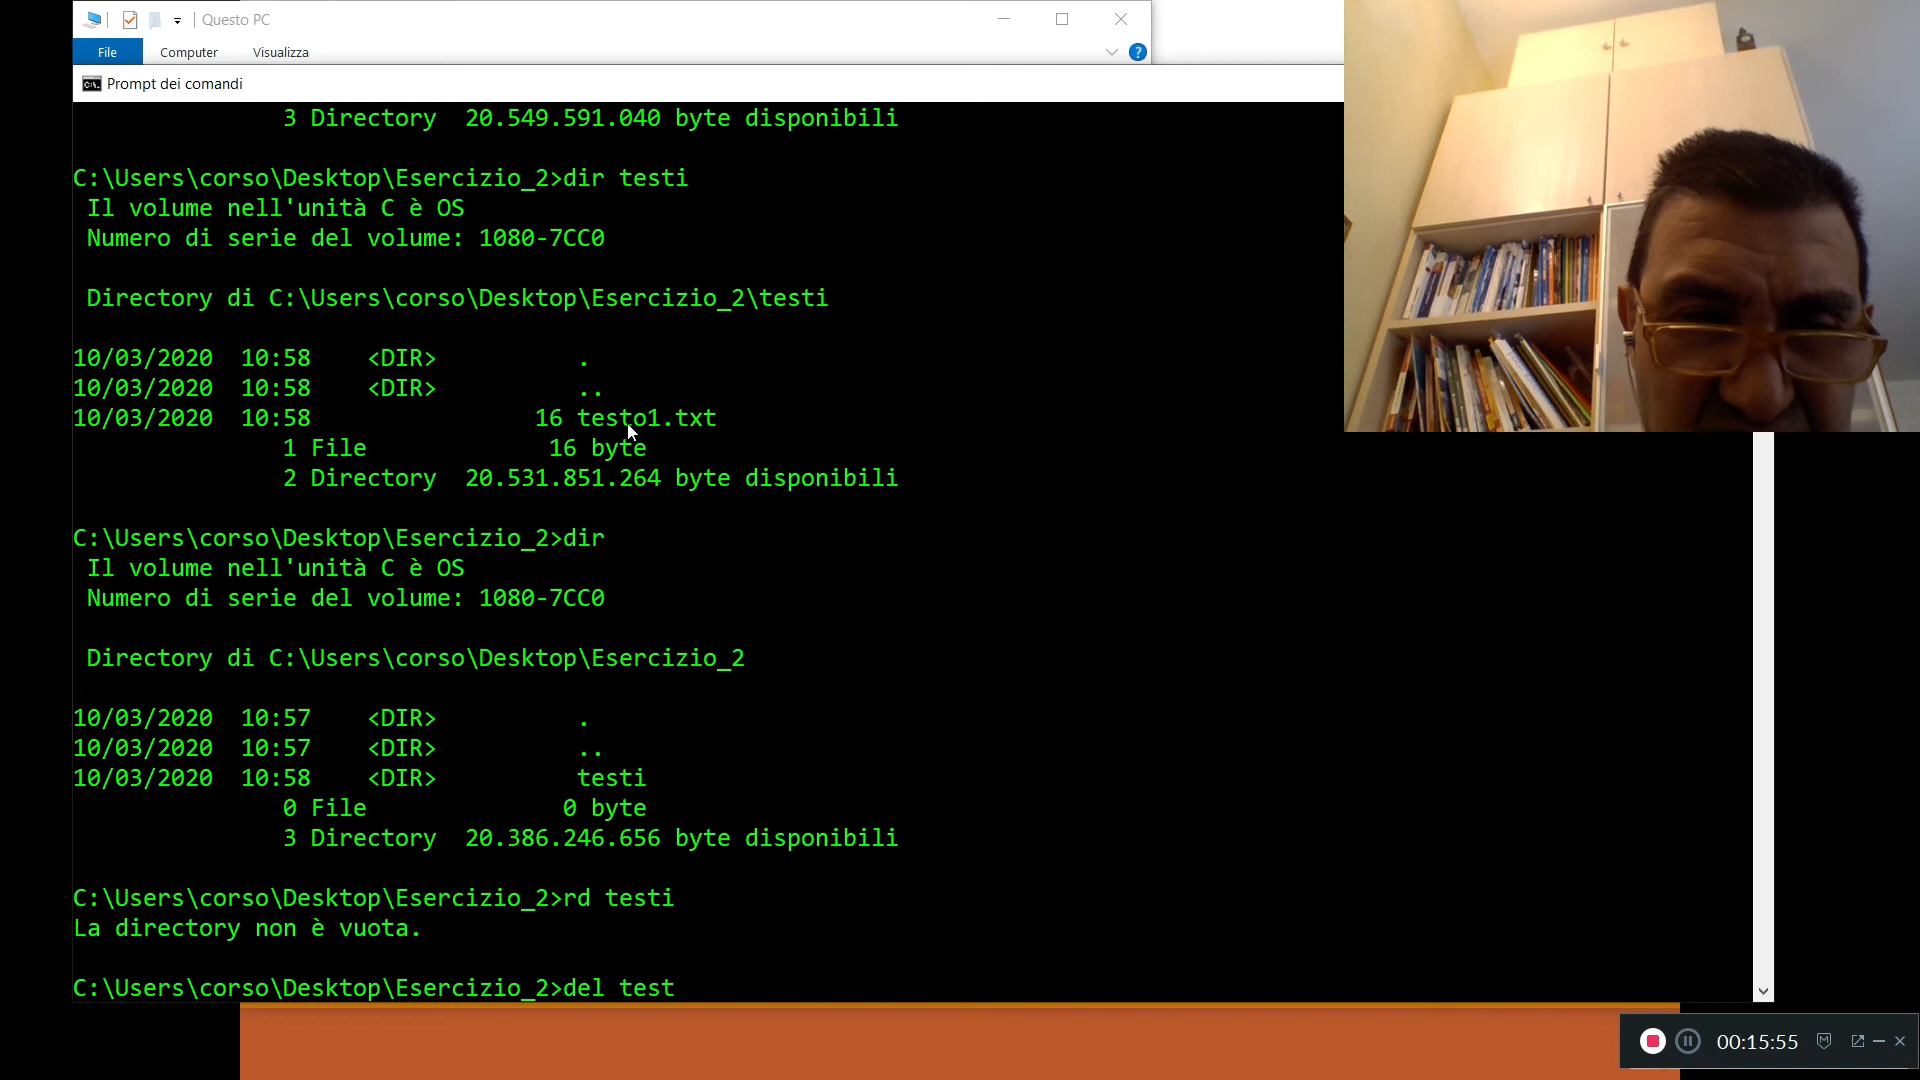 Questo PC
File Computer Visualizza
Prompt dei comandi
3 Directory 20.549.591.040 byte disponibili
C:\Users\corso\Desktop\Esercizio_2>dir testi
Il volume nell'unità C è OS
Numero di serie del volume: 1080-7CC0
Directory di C:\Users\corso\Desktop\Esercizio_2\testi
10/03/2020 10:58 <DIR> .
10/03/2020 10:58 <DIR> ..
10/03/2020 10:58 16 testo1.txt
1 File 16 byte
2 Directory 20.531.851.264 byte disponibili
C:\Users\corso\Desktop\Esercizio_2>dir
Il volume nell'unità C è OS
Numero di serie del volume: 1080-7CC0
Directory di C:\Users\corso\Desktop\Esercizio_2
10/03/2020 10:57 <DIR> .
10/03/2020 10:57 <DIR> ..
10/03/2020 10:58 <DIR> testi
0 File 0 byte
3 Directory 20.386.246.656 byte disponibili
C:\Users\corso\Desktop\Esercizio_2>rd testi
La directory non è vuota.
C:\Users\corso\Desktop\Esercizio_2>del test
00:15:55